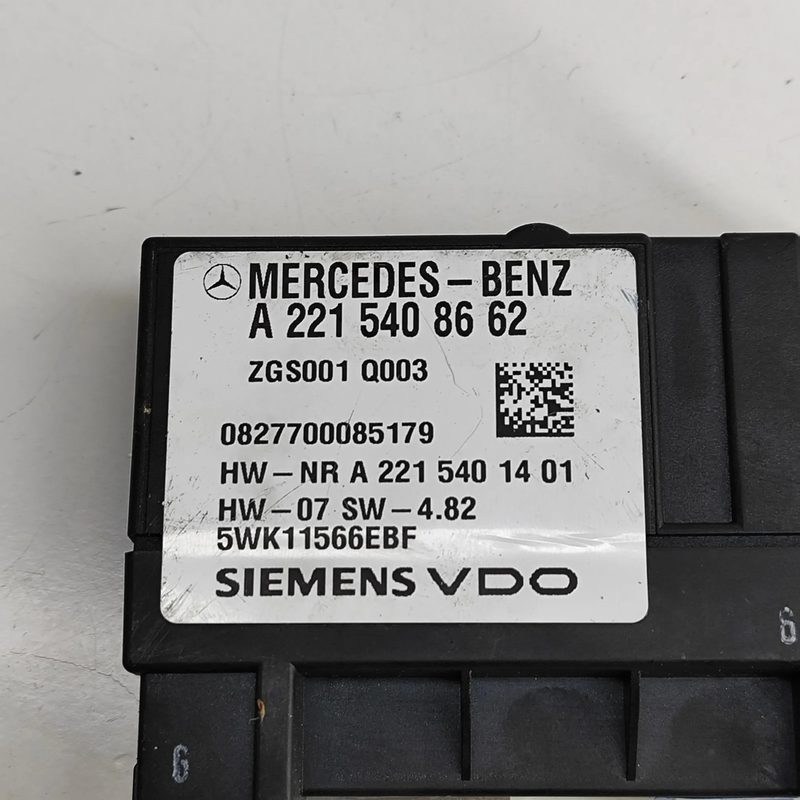 MERCEDES-BENZ
A 221 540 86 62
ZGS001 Q003
0827700085179
HW-NR A 221 540 14 01
HW-07 SW-4.82
5WK11566EBF
SIEMENS VDO
6
6